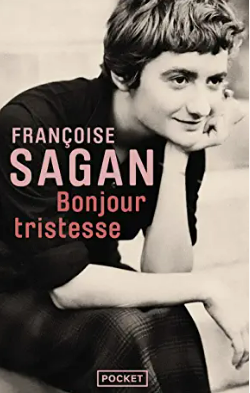 FRANÇOISE
SAGAN
Bonjour
tristesse
POCKET